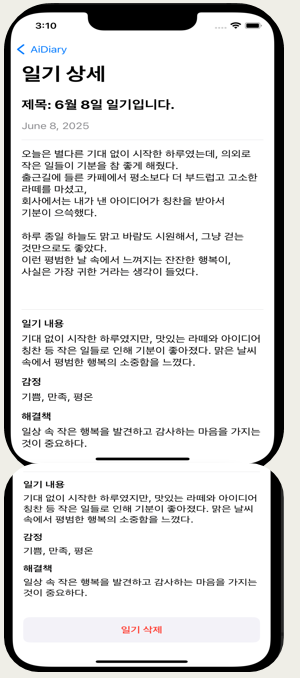 3:10
AiDiary
일기 상세
제목: 6월 8일 일기입니다.
June 8, 2025
오늘은 별다른 기대 없이 시작한 하루였는데, 의외로
작은 일들이 기분을 참 좋게 해줬다.
출근길에 들른 카페에서 평소보다 더 부드럽고 고소한
라떼를 마셨고,
회사에서는 내가 낸 아이디어가 칭찬을 받아서
기분이 으쓱했다.
하루 종일 하늘도 맑고 바람도 시원해서, 그냥 걷는
것만으로도 좋았다.
이런 평범한 날 속에서 느껴지는 잔잔한 행복이,
사실은 가장 귀한 거라는 생각이 들었다.
일기 내용
기대 없이 시작한 하루였지만, 맛있는 라떼와 아이디어
칭찬 등 작은 일들로 인해 기분이 좋아졌다. 맑은 날씨
속에서 평범한 행복의 소중함을 느꼈다.
감정
기쁨, 만족, 평온
해결책
일상 속 작은 행복을 발견하고 감사하는 마음을 가지는
것이 중요하다.
일기 내용
기대 없이 시작한 하루였지만, 맛있는 라떼와 아이디어
칭찬 등 작은 일들로 인해 기분이 좋아졌다. 맑은 날씨
속에서 평범한 행복의 소중함을 느꼈다.
감정
기쁨, 만족, 평온
해결책
일상 속 작은 행복을 발견하고 감사하는 마음을 가지는
것이 중요하다.
일기 삭제